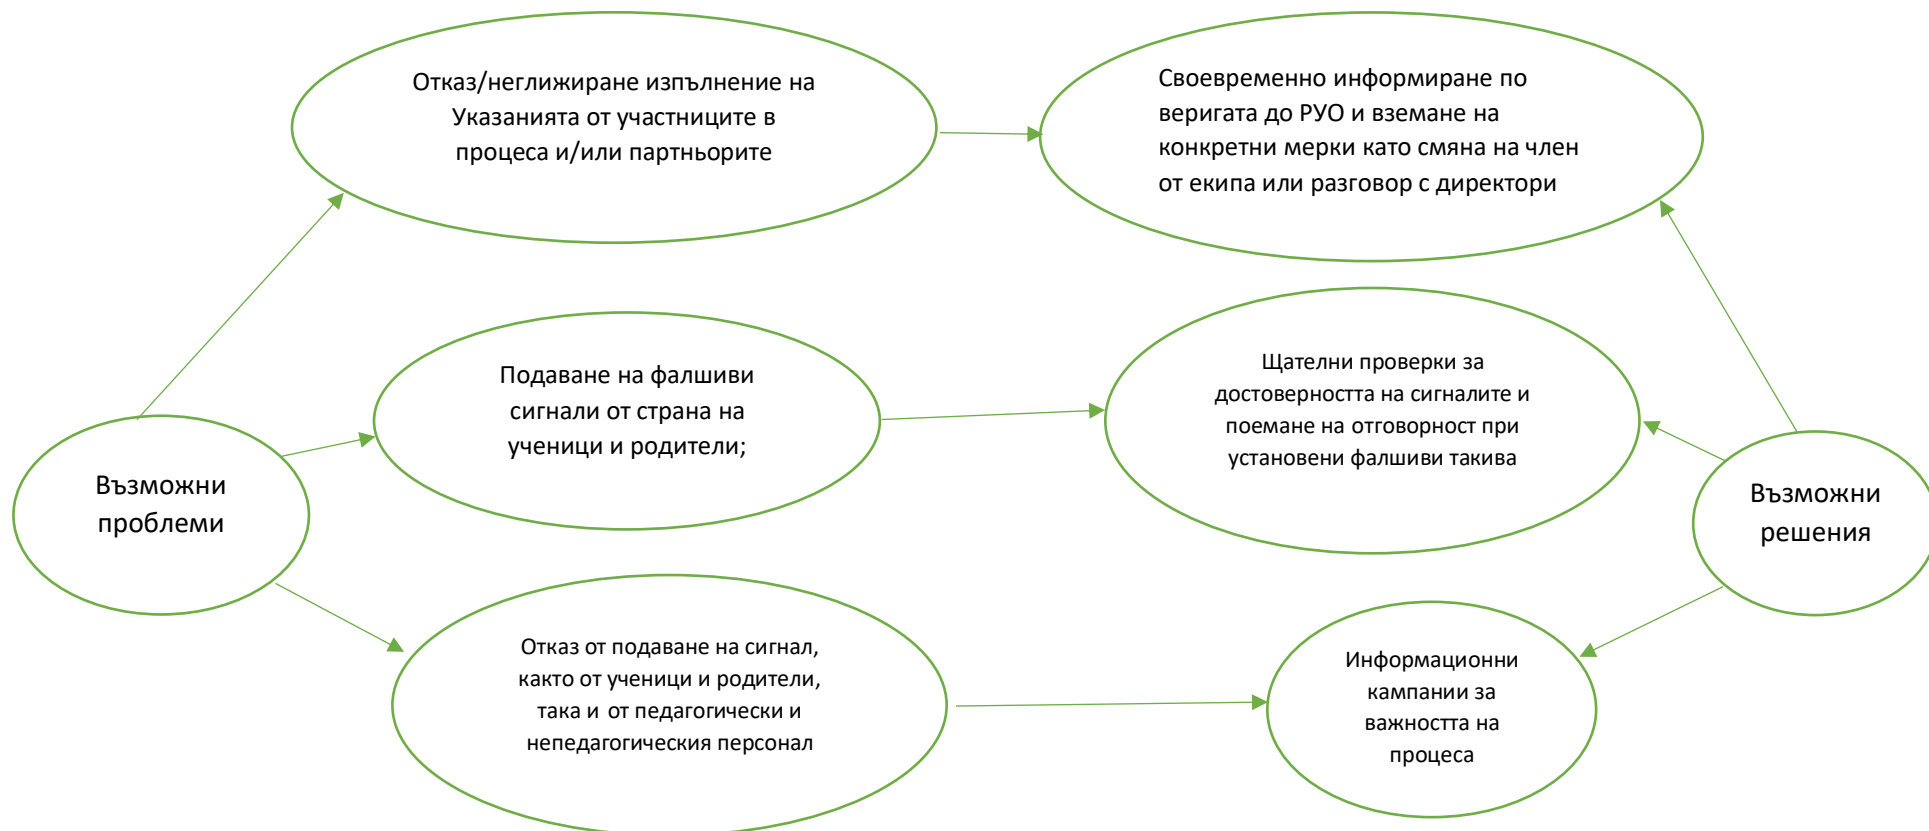 Отказ/неглижиране изпълнение на
Указанията от участниците в
процеса и/или партньорите
Своевременно информиране по
веригата до РУО и вземане на
конкретни мерки като смяна на член
от екипа или разговор с директори
Подаване на фалшиви
сигнали от страна на
ученици и родители;
Щателни проверки за
достоверността на сигналите и
поемане на отговорност при
установени фалшиви такива
Възможни
проблеми
Възможни
решения
Отказ от подаване на сигнал,
както от ученици и родители,
така и от педагогически и
непедагогическия персонал
Информационни
кампании за
важността на
процеса